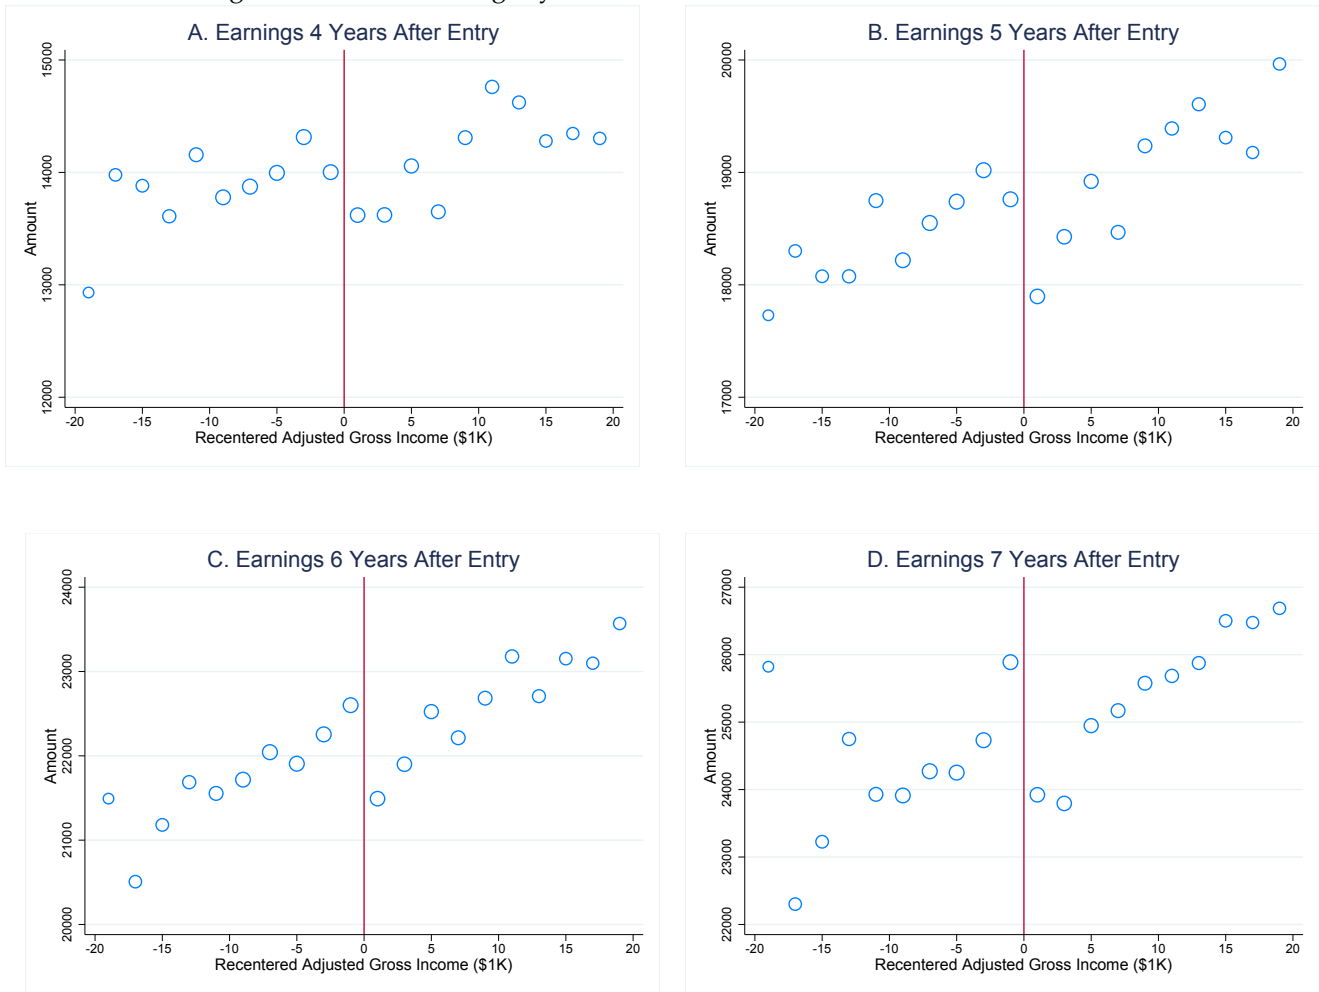 A. Earnings 4 Years After Entry
15000
14000
13000
12000
Amount
-20 -15 -10 -5 0 5 10 15 20
Recentered Adjusted Gross Income ($1K)
B. Earnings 5 Years After Entry
20000
19000
18000
17000
Amount
-20 -15 -10 -5 0 5 10 15 20
Recentered Adjusted Gross Income ($1K)
C. Earnings 6 Years After Entry
24000
23000
22000
21000
20000
Amount
-20 -15 -10 -5 0 5 10 15 20
Recentered Adjusted Gross Income ($1K)
D. Earnings 7 Years After Entry
27000
26000
25000
24000
23000
22000
Amount
-20 -15 -10 -5 0 5 10 15 20
Recentered Adjusted Gross Income ($1K)